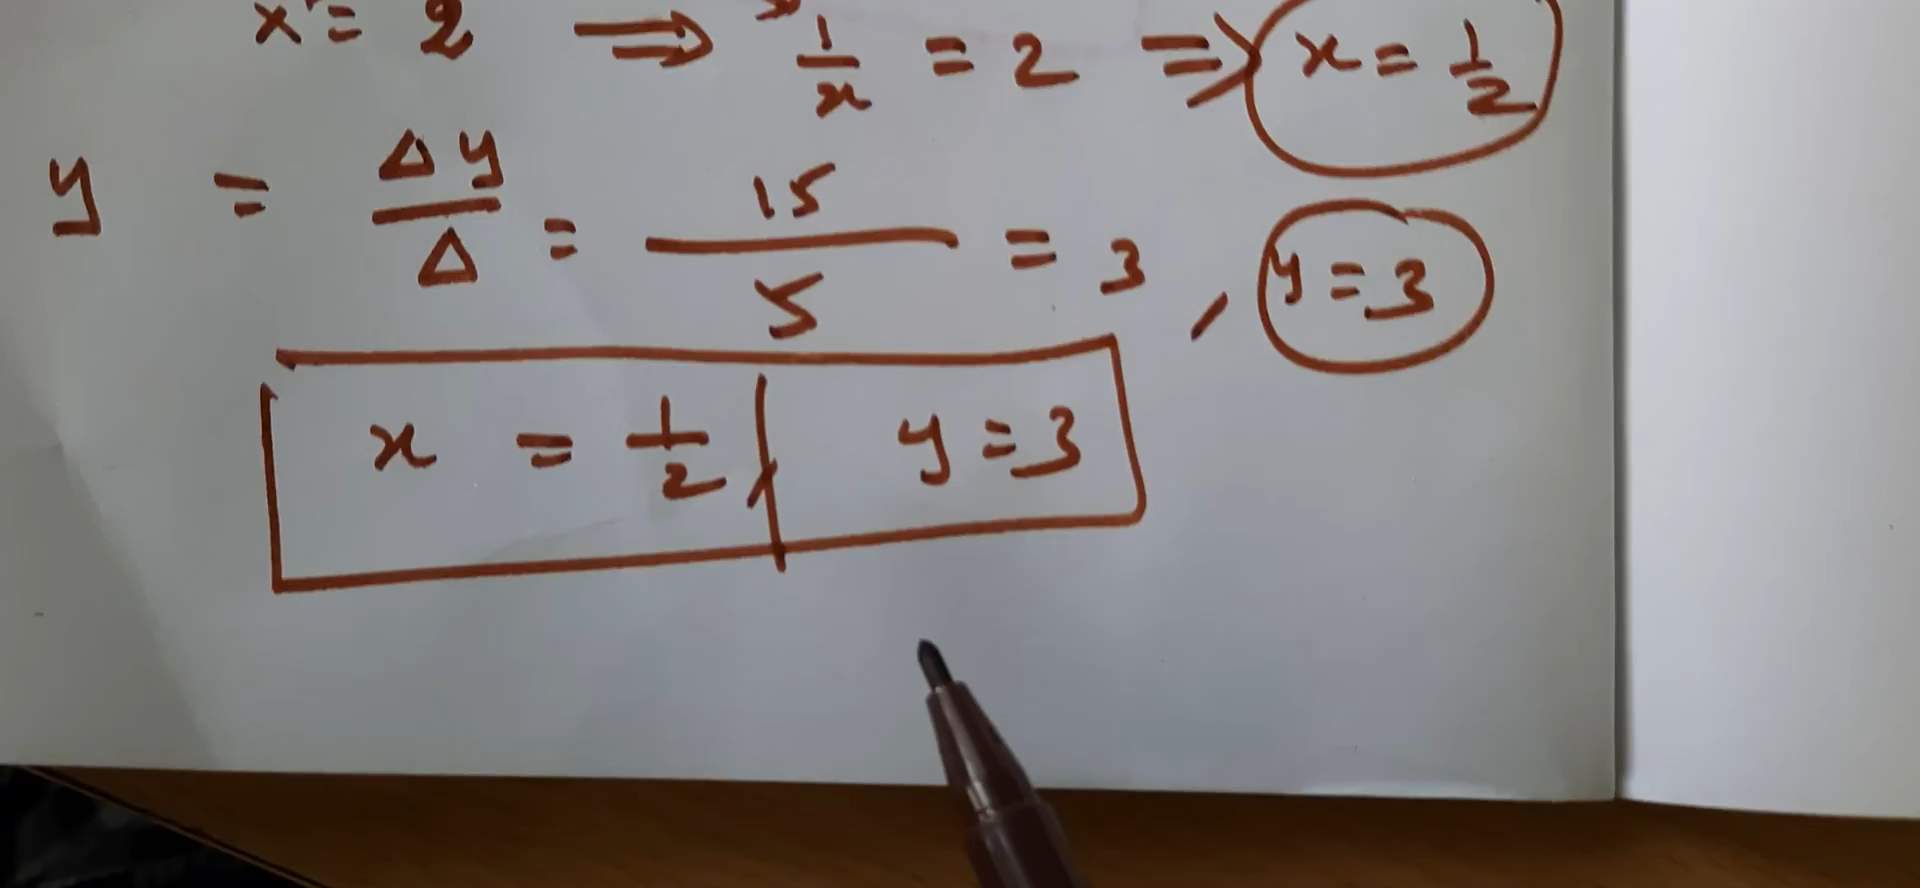 x' = 2 ⟹ 1/x = 2 ⟹ x = 1/2
y = Δy/Δ = 15/5 = 3, y = 3
x = 1/2, y = 3